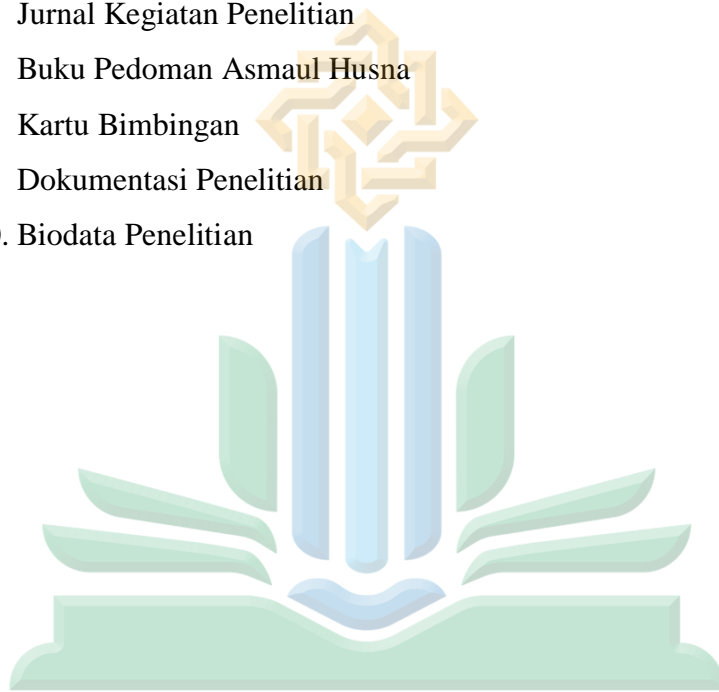 Jurnal Kegiatan Penelitian
Buku Pedoman Asmaul Husna
Kartu Bimbingan
Dokumentasi Penelitian
. Biodata Penelitian